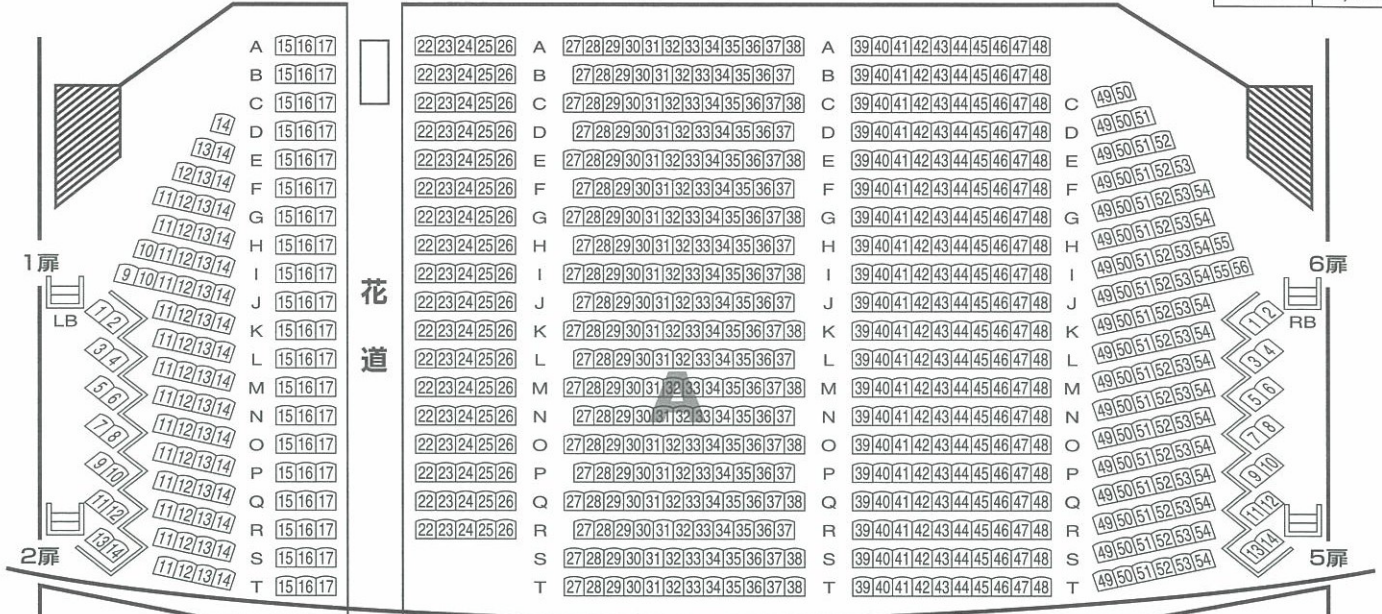 A 15 16 17 22 23 24 25 26 A 27 28 29 30 31 32 33 34 35 36 37 38 A 39 40 41 42 43 44 45 46 47 48
B 15 16 17 22 23 24 25 26 B 27 28 29 30 31 32 33 34 35 36 37 B 39 40 41 42 43 44 45 46 47 48
C 15 16 17 22 23 24 25 26 C 27 28 29 30 31 32 33 34 35 36 37 38 C 39 40 41 42 43 44 45 46 47 48 C 49 50
14 D 15 16 17 22 23 24 25 26 D 27 28 29 30 31 32 33 34 35 36 37 D 39 40 41 42 43 44 45 46 47 48 D 49 50 51
13 14 E 15 16 17 22 23 24 25 26 E 27 28 29 30 31 32 33 34 35 36 37 38 E 39 40 41 42 43 44 45 46 47 48 E 49 50 51 52
12 13 14 F 15 16 17 22 23 24 25 26 F 27 28 29 30 31 32 33 34 35 36 37 F 39 40 41 42 43 44 45 46 47 48 F 49 50 51 52 53
11 12 13 14 G 15 16 17 22 23 24 25 26 G 27 28 29 30 31 32 33 34 35 36 37 38 G 39 40 41 42 43 44 45 46 47 48 G 49 50 51 52 53 54
11 12 13 14 H 15 16 17 22 23 24 25 26 H 27 28 29 30 31 32 33 34 35 36 37 H 39 40 41 42 43 44 45 46 47 48 H 49 50 51 52 53 54
10 11 12 13 14 I 15 16 17 22 23 24 25 26 I 27 28 29 30 31 32 33 34 35 36 37 38 I 39 40 41 42 43 44 45 46 47 48 I 49 50 51 52 53 54 55
9 10 11 12 13 14 J 15 16 17 22 23 24 25 26 J 27 28 29 30 31 32 33 34 35 36 37 J 39 40 41 42 43 44 45 46 47 48 J 49 50 51 52 53 54 55 56
11 12 13 14 K 15 16 17 22 23 24 25 26 K 27 28 29 30 31 32 33 34 35 36 37 38 K 39 40 41 42 43 44 45 46 47 48 K 49 50 51 52 53 54
11 12 13 14 L 15 16 17 22 23 24 25 26 L 27 28 29 30 31 32 33 34 35 36 37 L 39 40 41 42 43 44 45 46 47 48 L 49 50 51 52 53 54
11 12 13 14 M 15 16 17 22 23 24 25 26 M 27 28 29 30 31 32 33 34 35 36 37 38 M 39 40 41 42 43 44 45 46 47 48 M 49 50 51 52 53 54
11 12 13 14 N 15 16 17 22 23 24 25 26 N 27 28 29 30 31 32 33 34 35 36 37 N 39 40 41 42 43 44 45 46 47 48 N 49 50 51 52 53 54
11 12 13 14 O 15 16 17 22 23 24 25 26 O 27 28 29 30 31 32 33 34 35 36 37 38 O 39 40 41 42 43 44 45 46 47 48 O 49 50 51 52 53 54
11 12 13 14 P 15 16 17 22 23 24 25 26 P 27 28 29 30 31 32 33 34 35 36 37 P 39 40 41 42 43 44 45 46 47 48 P 49 50 51 52 53 54
11 12 13 14 Q 15 16 17 22 23 24 25 26 Q 27 28 29 30 31 32 33 34 35 36 37 38 Q 39 40 41 42 43 44 45 46 47 48 Q 49 50 51 52 53 54
11 12 13 14 R 15 16 17 22 23 24 25 26 R 27 28 29 30 31 32 33 34 35 36 37 R 39 40 41 42 43 44 45 46 47 48 R 49 50 51 52 53 54
11 12 13 14 S 15 16 17 S 27 28 29 30 31 32 33 34 35 36 37 38 S 39 40 41 42 43 44 45 46 47 48 S 49 50 51 52 53 54
11 12 13 14 T 15 16 17 T 27 28 29 30 31 32 33 34 35 36 37 38 T 39 40 41 42 43 44 45 46 47 48 T 49 50 51 52 53 54
花道
A
1扉
LB
1 2
3 4
5 6
7 8
9 10
11 12
13 14
2扉
6扉
RB
1 2
3 4
5 6
7 8
9 10
11 12
13 14
5扉